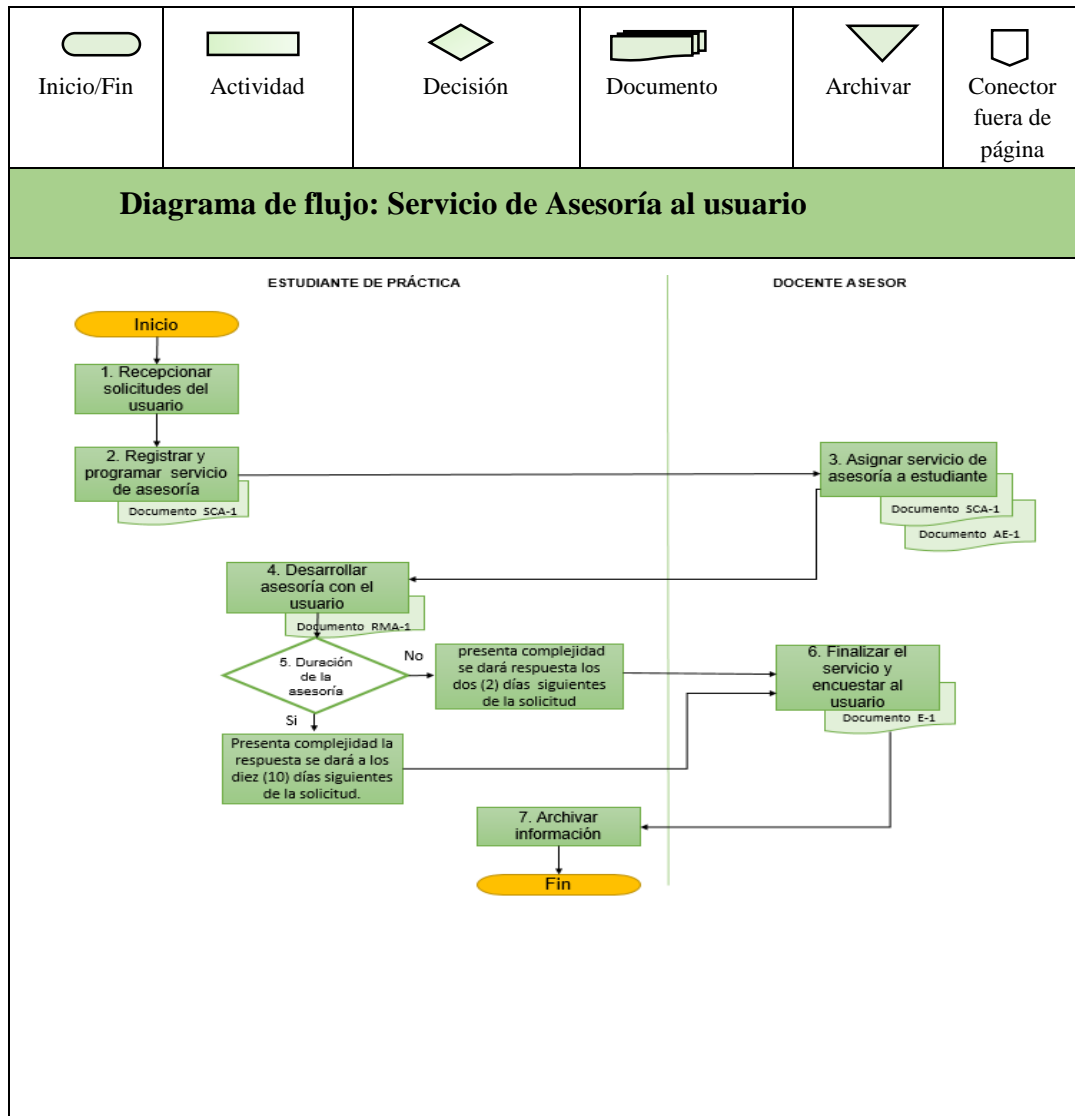 Inicio/Fin
Actividad
Decisión
Documento
Archivar
Conector
fuera de
página
Diagrama de flujo: Servicio de Asesoría al usuario
ESTUDIANTE DE PRÁCTICA
DOCENTE ASESOR
Inicio
1. Recepcionar
solicitudes del
usuario
2. Registrar y
programar servicio
de asesoría
Documento SCA-1
3. Asignar servicio de
asesoría a estudiante
Documento SCA-1
Documento AE-1
4. Desarrollar
asesoría con el
usuario
Documento RMA-1
5. Duración
de la
asesoría
No
presenta complejidad
se dará respuesta los
dos (2) días siguientes
de la solicitud
6. Finalizar el
servicio y
encuestar al
usuario
Documento E-1
Si
Presenta complejidad la
respuesta se dará a los
diez (10) días siguientes
de la solicitud.
7. Archivar
información
Fin